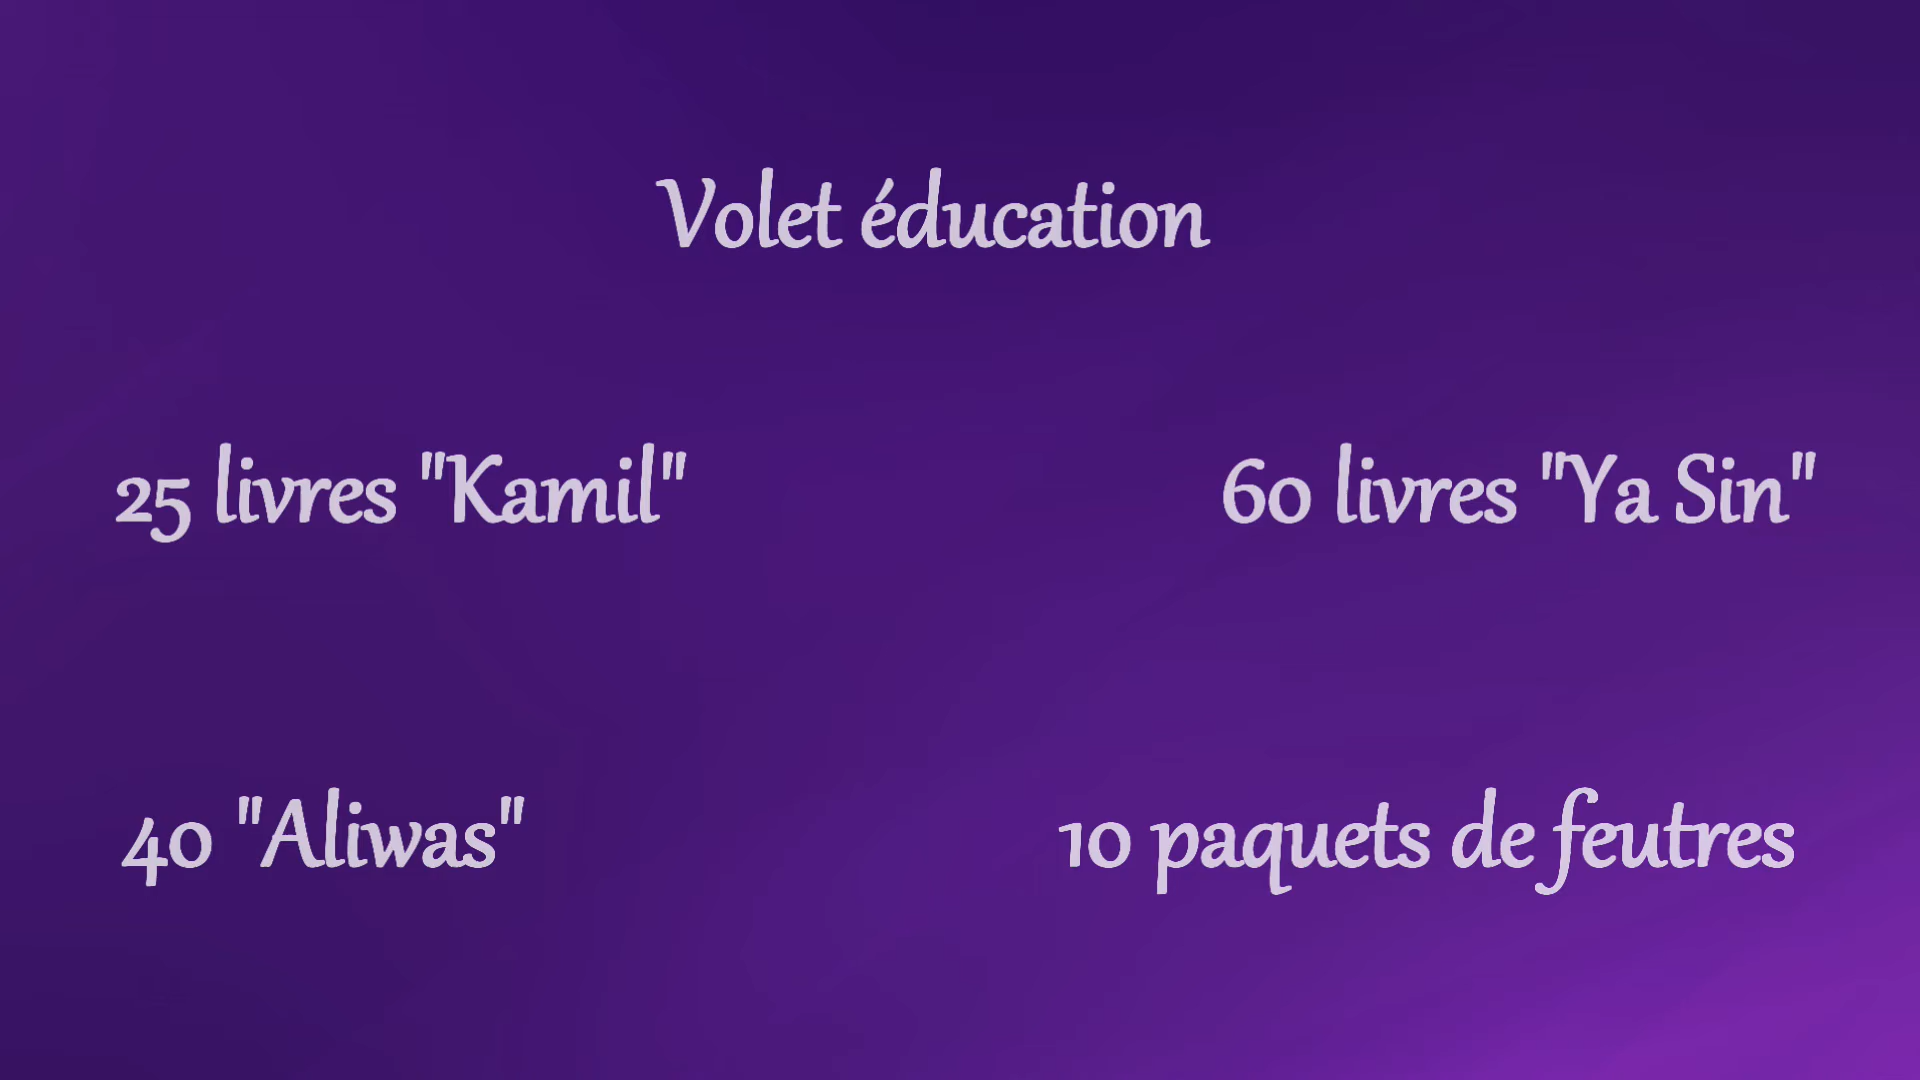 Volet éducation
25 livres "Kamil"
60 livres "Ya Sin"
40 "Aliwas"
10 paquets de feutres